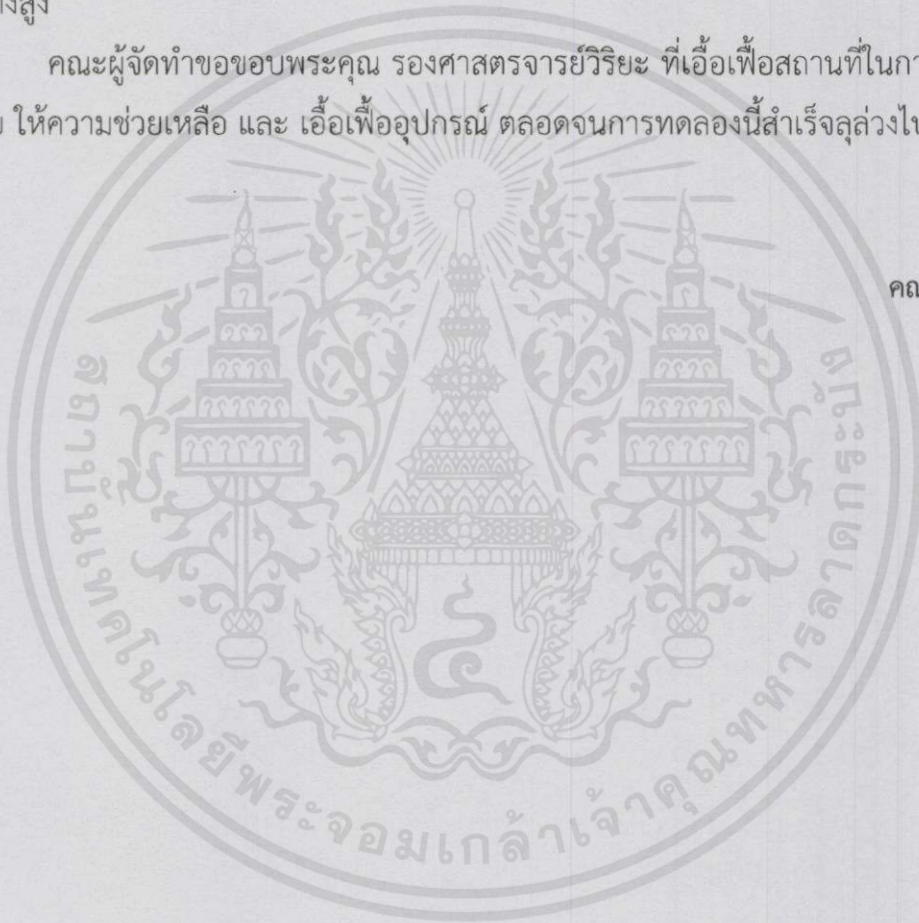 างสูง
คณะผู้จัดทำขอขอบพระคุณ รองศาสตรจารย์วิริยะ ที่เอื้อเฟื้อสถานที่ในกา
ให้ความช่วยเหลือ และ เอื้อเฟื้ออุปกรณ์ ตลอดจนการทดลองนี้สำเร็จลุล่วงไป
คณ
สถาบันเทคโนโลยีพระจอมเกล้าเจ้าคุณทหารลาดกระบัง
๔